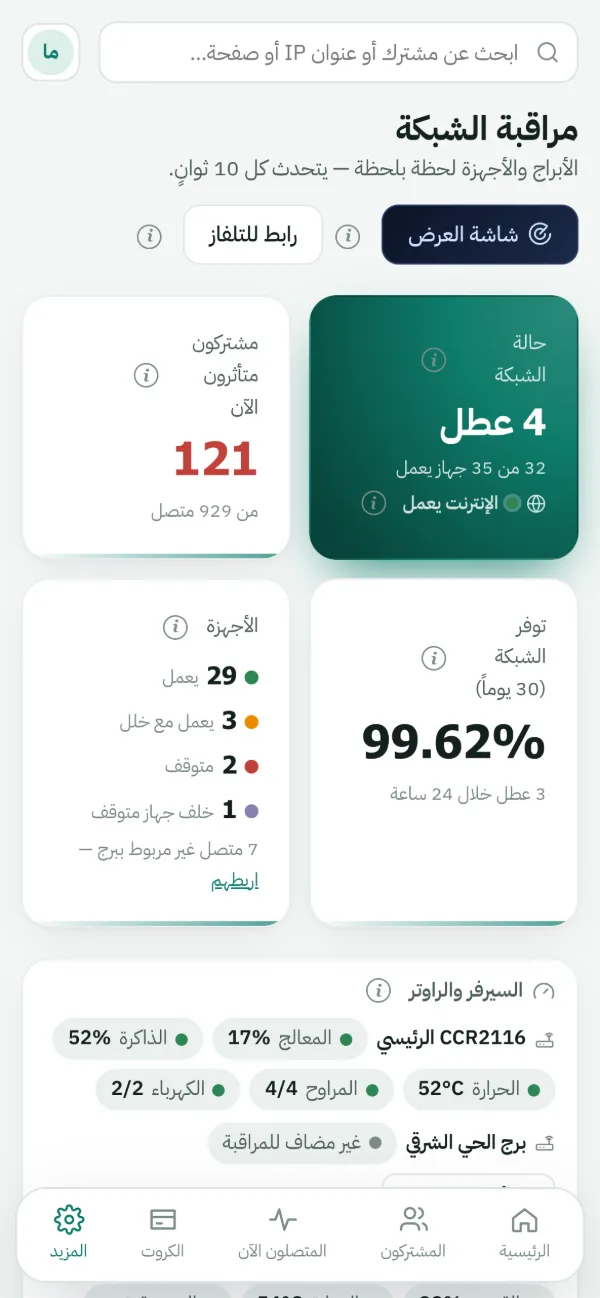 ابحث عن مشترك أو عنوان IP أو صفحة...
ما
مراقبة الشبكة
الأبراج والأجهزة لحظة بلحظة — يتحدث كل 10 ثوانٍ.
شاشة العرض
رابط للتلفاز
حالة
الشبكة
4 عطل
32 من 35 جهاز يعمل
الإنترنت يعمل
مشتركون
متأثرون
الآن
121
من 929 متصل
توفر
الشبكة
(30 يوماً)
99.62%
3 عطل خلال 24 ساعة
الأجهزة
29 يعمل
3 يعمل مع خلل
2 متوقف
1 خلف جهاز متوقف
7 متصل غير مربوط ببرج —
اربطهم
السيرفر والراوتر
CCR2116 الرئيسي
المعالج 17%
الذاكرة 52%
الحرارة 52°C
المراوح 4/4
الكهرباء 2/2
برج الحي الشرقي
غير مضاف للمراقبة
الرئيسية
المشتركون
المتصلون الآن
الكروت
المزيد